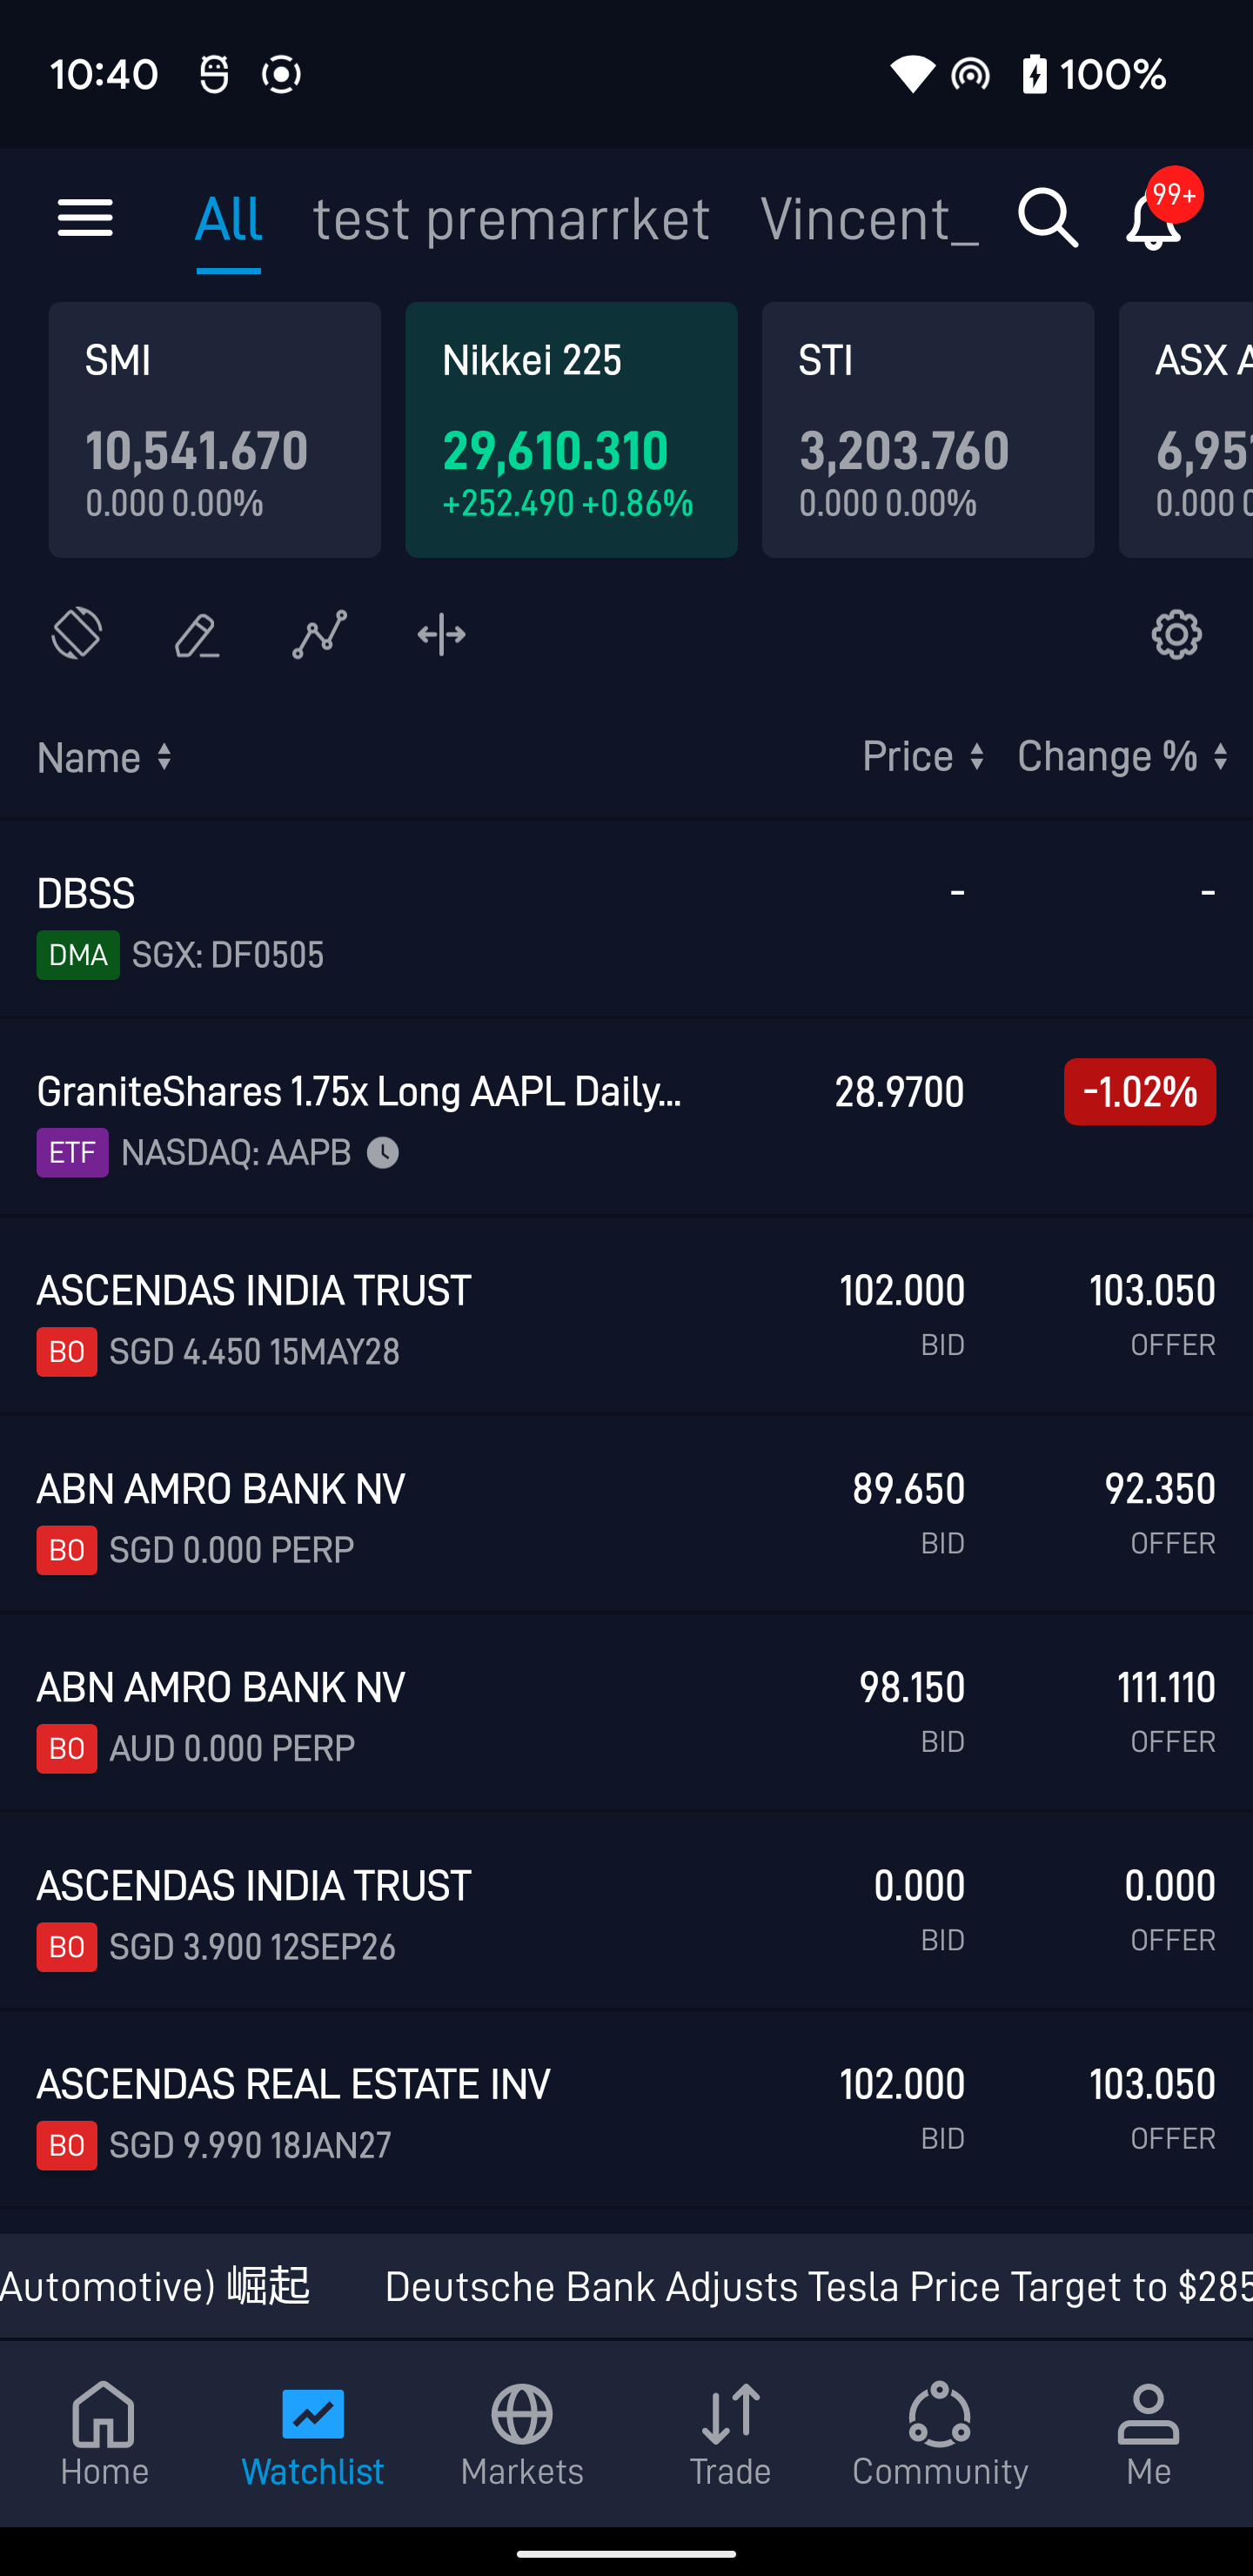 10:40
100%
All test premarrket Vincent_
99+
SMI
10,541.670
0.000 0.00%
Nikkei 225
29,610.310
+252.490 +0.86%
STI
3,203.760
0.000 0.00%
ASX
6,95
0.000
Name Price Change %
DBSS - -
DMA SGX: DF0505
GraniteShares 1.75x Long AAPL Daily... 28.9700 -1.02%
ETF NASDAQ: AAPB
ASCENDAS INDIA TRUST 102.000 103.050
BO SGD 4.450 15MAY28 BID OFFER
ABN AMRO BANK NV 89.650 92.350
BO SGD 0.000 PERP BID OFFER
ABN AMRO BANK NV 98.150 111.110
BO AUD 0.000 PERP BID OFFER
ASCENDAS INDIA TRUST 0.000 0.000
BO SGD 3.900 12SEP26 BID OFFER
ASCENDAS REAL ESTATE INV 102.000 103.050
BO SGD 9.990 18JAN27 BID OFFER
Automotive) 崛起 Deutsche Bank Adjusts Tesla Price Target to $285
Home Watchlist Markets Trade Community Me